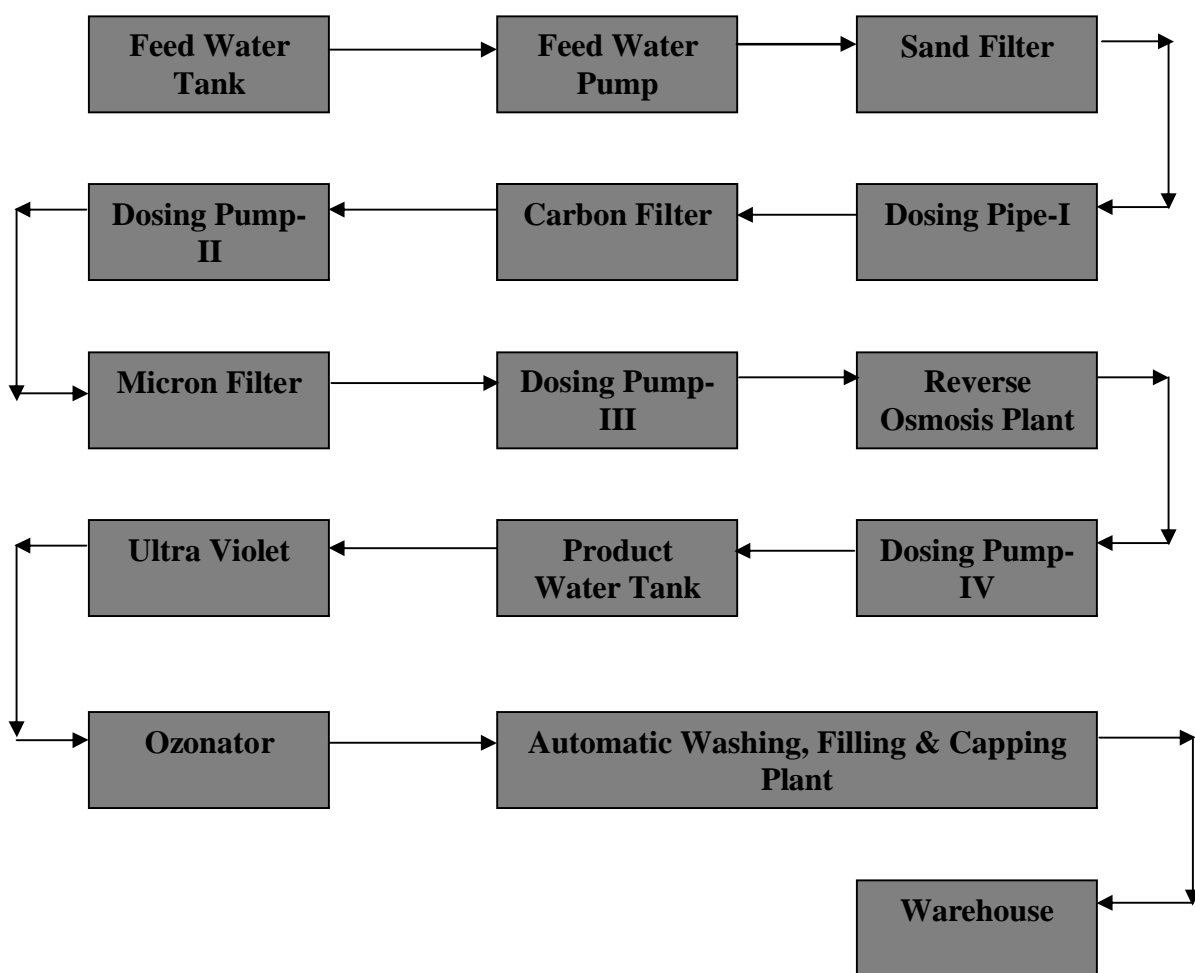 Feed Water
Tank
Feed Water
Pump
Sand Filter
Dosing Pump-
II
Carbon Filter
Dosing Pipe-I
Micron Filter
Dosing Pump-
III
Reverse
Osmosis Plant
Ultra Violet
Product
Water Tank
Dosing Pump-
IV
Ozonator
Automatic Washing, Filling & Capping
Plant
Warehouse